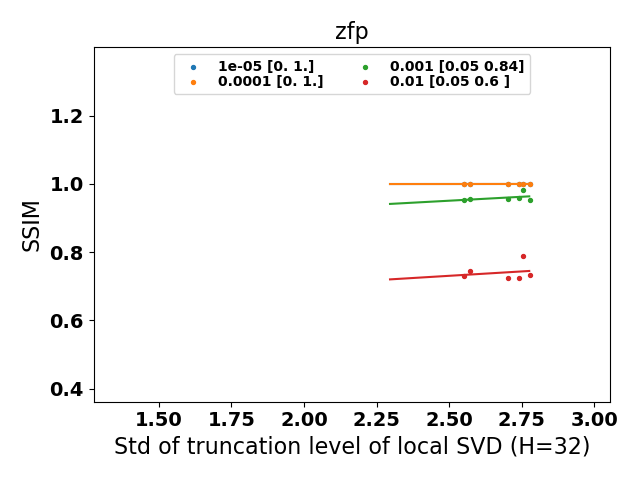 zfp
1e-05 [0. 1.]
0.0001 [0. 1.]
0.001 [0.05 0.84]
0.01 [0.05 0.6 ]
SSIM
1.2
1.0
0.8
0.6
0.4
1.50 1.75 2.00 2.25 2.50 2.75 3.00
Std of truncation level of local SVD (H=32)